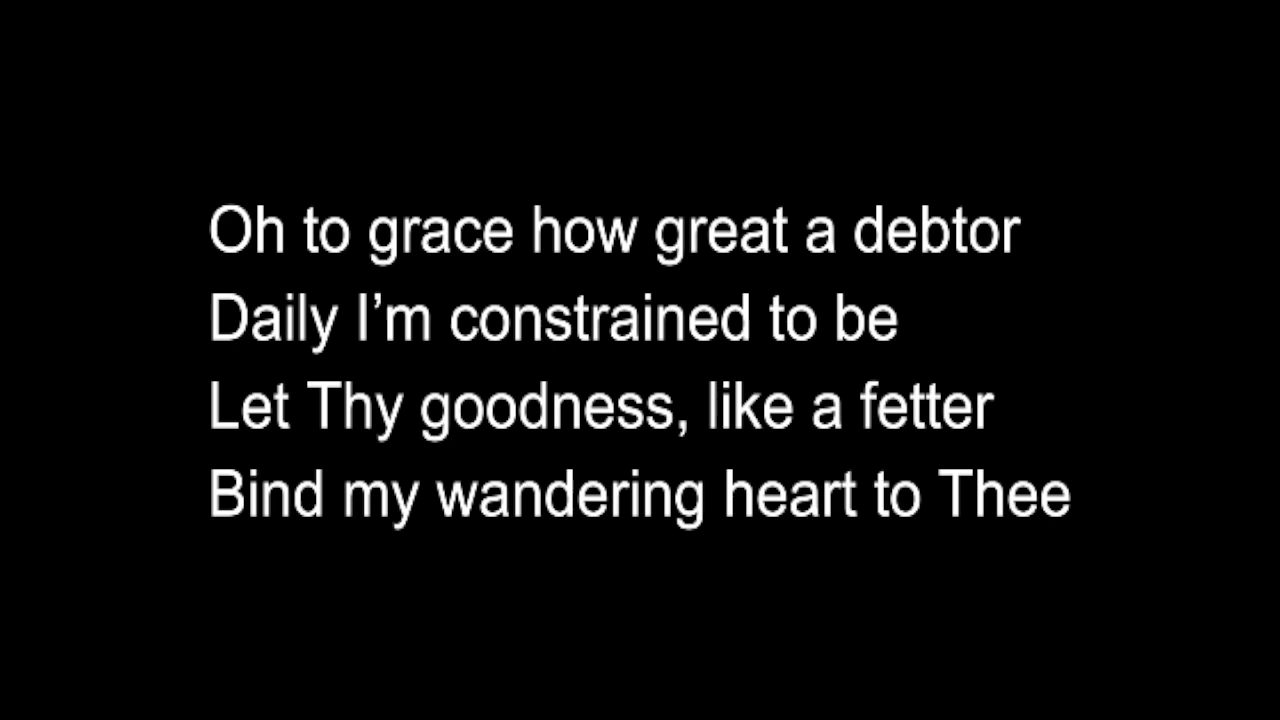 Oh to grace how great a debtor
Daily I’m constrained to be
Let Thy goodness, like a fetter
Bind my wandering heart to Thee